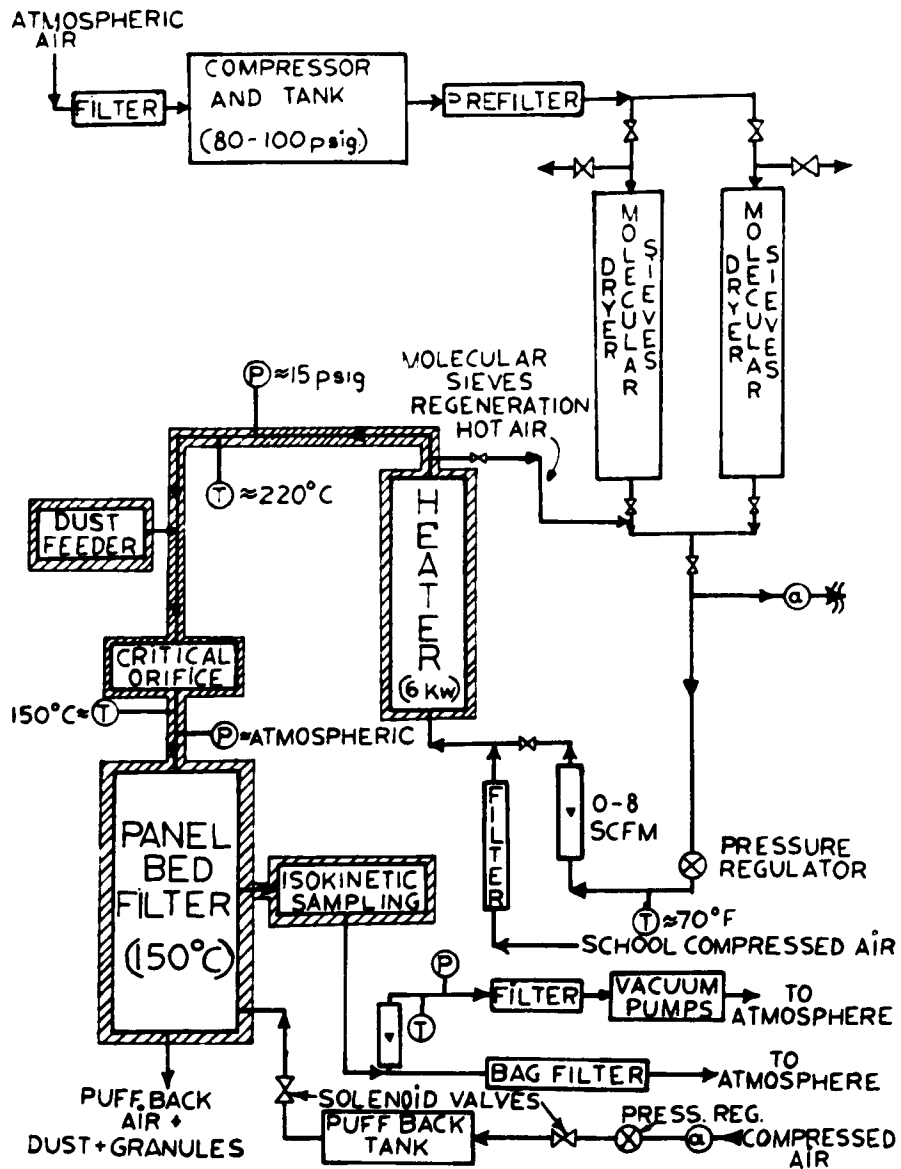 ATMOSPHERIC
AIR
FILTER
COMPRESSOR
AND TANK
(80-100 psig.)
PREFILTER
MOLECULAR
SIEVES
DRYER
MOLECULAR
SIEVES
DRYER
P ≈15 psig
MOLECULAR
SIEVES
REGENERATION
HOT AIR
T ≈220°C
DUST
FEEDER
HEATER
(6 Kw)
a
CRITICAL
ORIFICE
150°C≈ T
P ≈ATMOSPHERIC
FILTER
0-8
SCFM
PRESSURE
REGULATOR
T ≈70°F
SCHOOL COMPRESSED AIR
PANEL
BED
FILTER
(150°C)
ISOKINETIC
SAMPLING
P
T
FILTER
VACUUM
PUMPS
TO
ATMOSPHERE
BAG FILTER
TO
ATMOSPHERE
PUFF BACK
AIR +
DUST+GRANULES
SOLENOID VALVES
PUFF BACK
TANK
PRESS. REG.
a
COMPRESSED
AIR